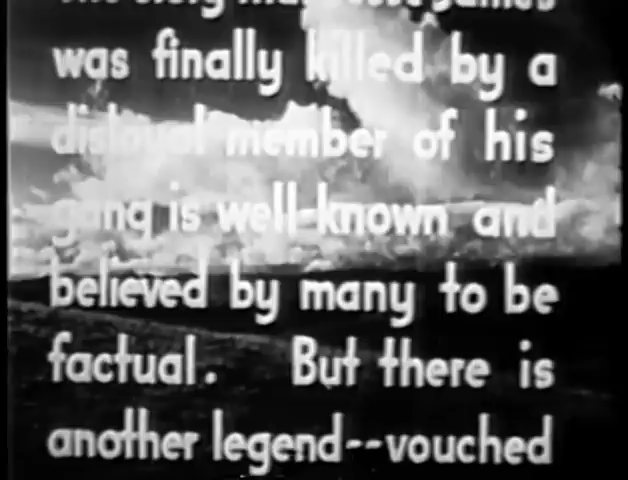 was finally killed by a
disloyal member of his
gang is well-known and
believed by many to be
factual. But there is
another legend--vouched